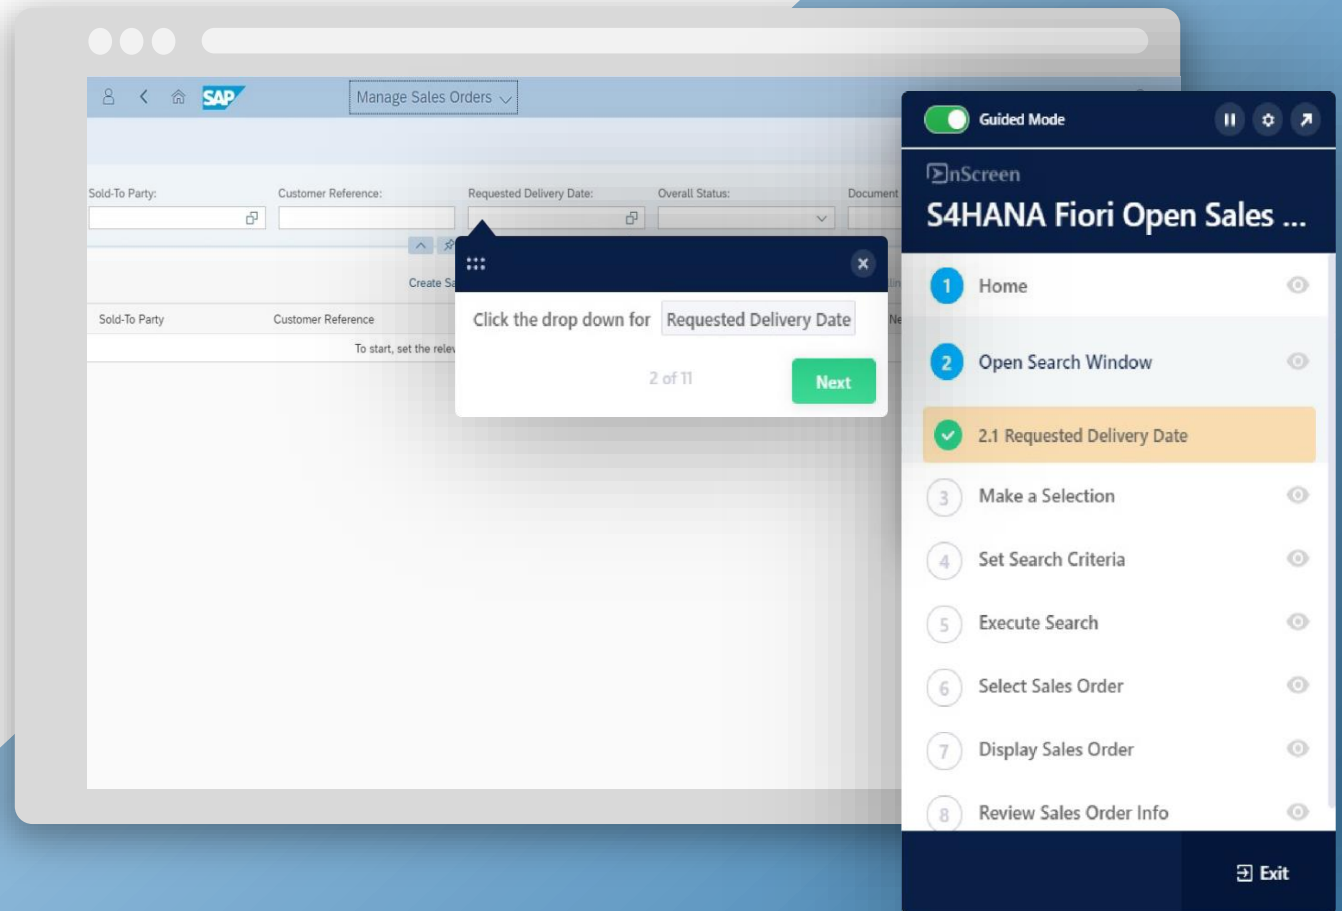 SAP
Manage Sales Orders
Sold-To Party:
Customer Reference:
Requested Delivery Date:
Overall Status:
Document
Create Sa
Sold-To Party
Customer Reference
Ne
To start, set the relev
Click the drop down for Requested Delivery Date
2 of 11
Next
Guided Mode
nScreen
S4HANA Fiori Open Sales ...
1 Home
2 Open Search Window
2.1 Requested Delivery Date
3 Make a Selection
4 Set Search Criteria
5 Execute Search
6 Select Sales Order
7 Display Sales Order
8 Review Sales Order Info
Exit